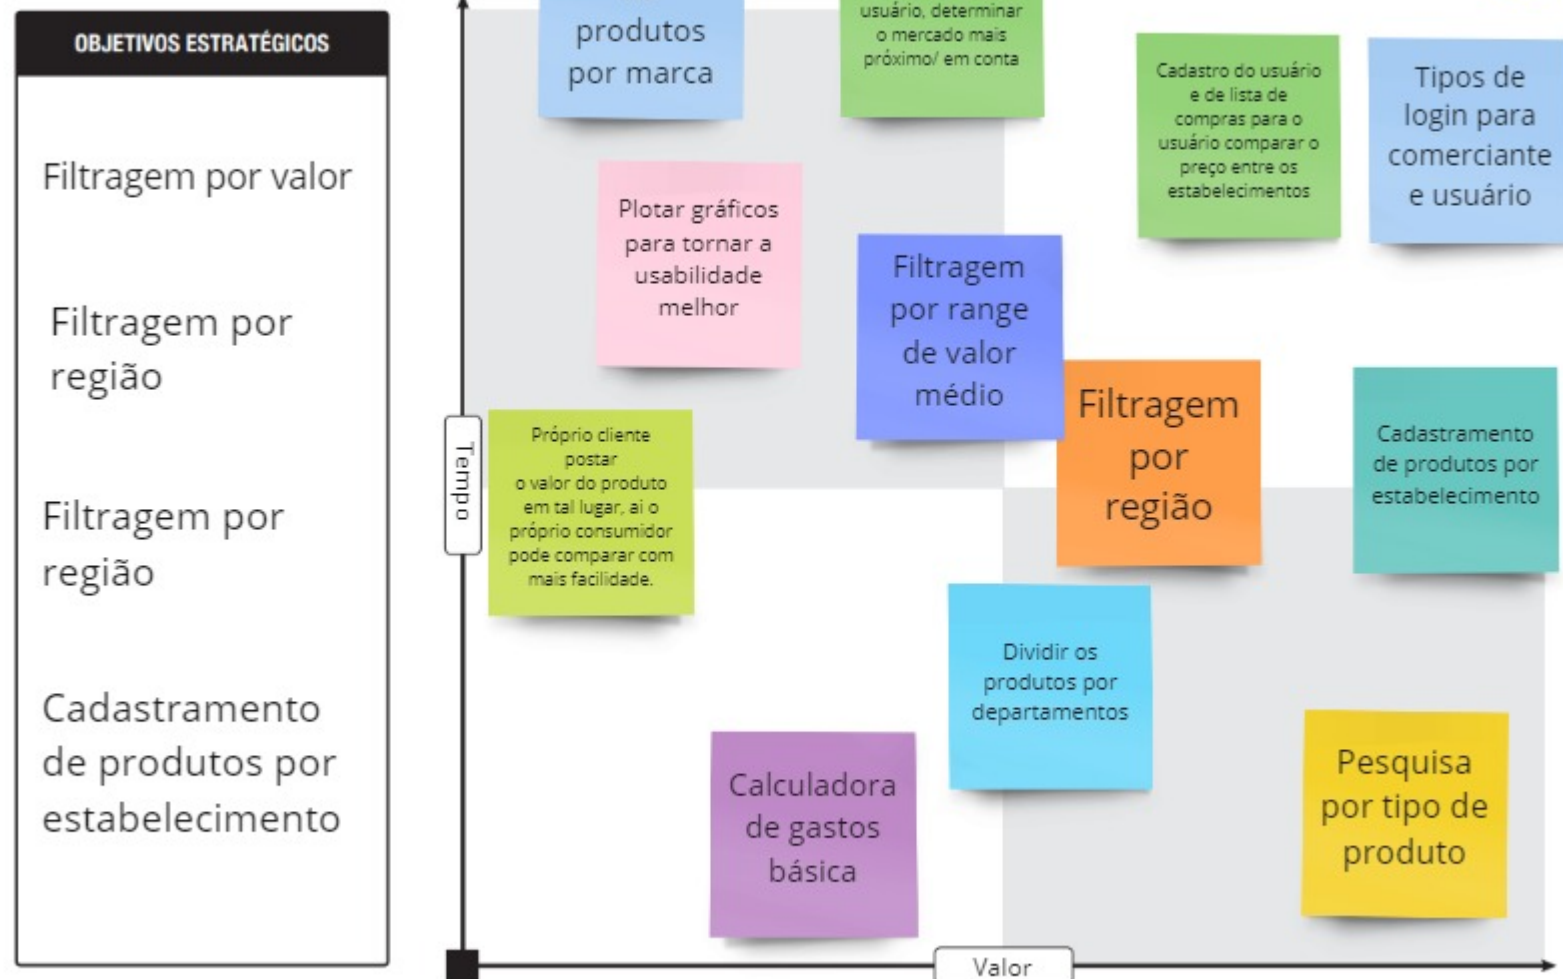 OBJETIVOS ESTRATÉGICOS
Filtragem por valor
Filtragem por
região
Filtragem por
região
Cadastramento
de produtos por
estabelecimento
produtos
por marca
usuário, determinar
o mercado mais
próximo/ em conta
Cadastro do usuário
e de lista de
compras para o
usuário comparar o
preço entre os
estabelecimentos
Tipos de
login para
comerciante
e usuário
Plotar gráficos
para tornar a
usabilidade
melhor
Filtragem
por range
de valor
médio
Filtragem
por
região
Cadastramento
de produtos por
estabelecimento
Tempo
Próprio cliente
postar
o valor do produto
em tal lugar, ai o
próprio consumidor
pode comparar com
mais facilidade.
Dividir os
produtos por
departamentos
Calculadora
de gastos
básica
Pesquisa
por tipo de
produto
Valor